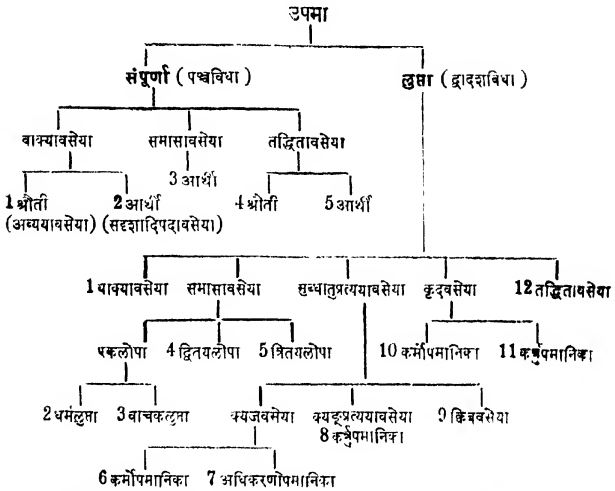 उपमा
संपूर्णा (पञ्चविधा) लुप्ता (द्वादशविधा)
वाक्यावसेया समासावसेया तद्धितावसेया
3 आर्थी
1 श्रौती 2 आर्थी 4 श्रौती 5 आर्थी
(अव्ययावसेया) (सदृशादिपदावसेया)
1 वाक्यावसेया समासावसेया सुब्धातुप्रत्ययावसेया कृदवसेया 12 तद्धितावसेया
एकलोपा 4 द्वितयलोपा 5 त्रितयलोपा 10 कर्मोपमानिका 11 कर्त्रुपमानिका
2 धर्मलुप्ता 3 वाचकलुप्ता क्यजवसेया क्यङ्प्रत्ययावसेया 9 क्विबवसेया
8 कर्त्रुपमानिका
6 कर्मोपमानिका 7 अधिकरणोपमानिका